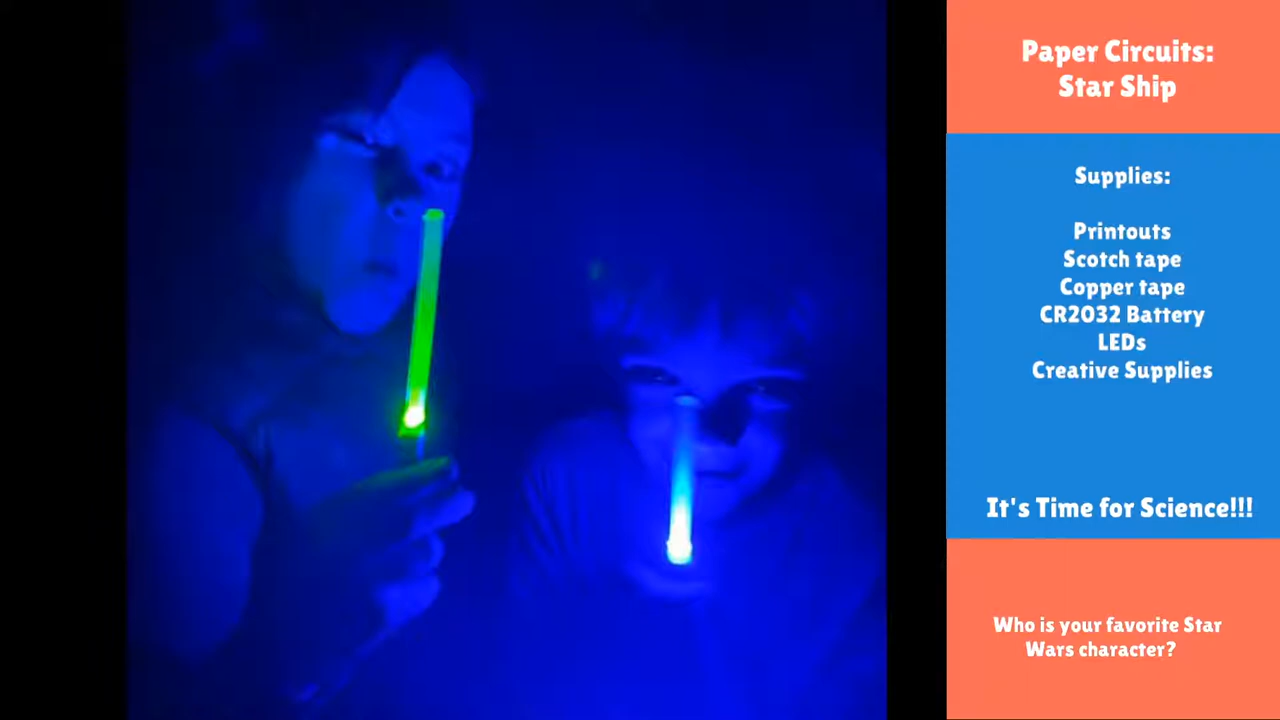 Paper Circuits:
Star Ship
Supplies:
Printouts
Scotch tape
Copper tape
CR2032 Battery
LEDs
Creative Supplies
It's Time for Science!!!
Who is your favorite Star
Wars character?